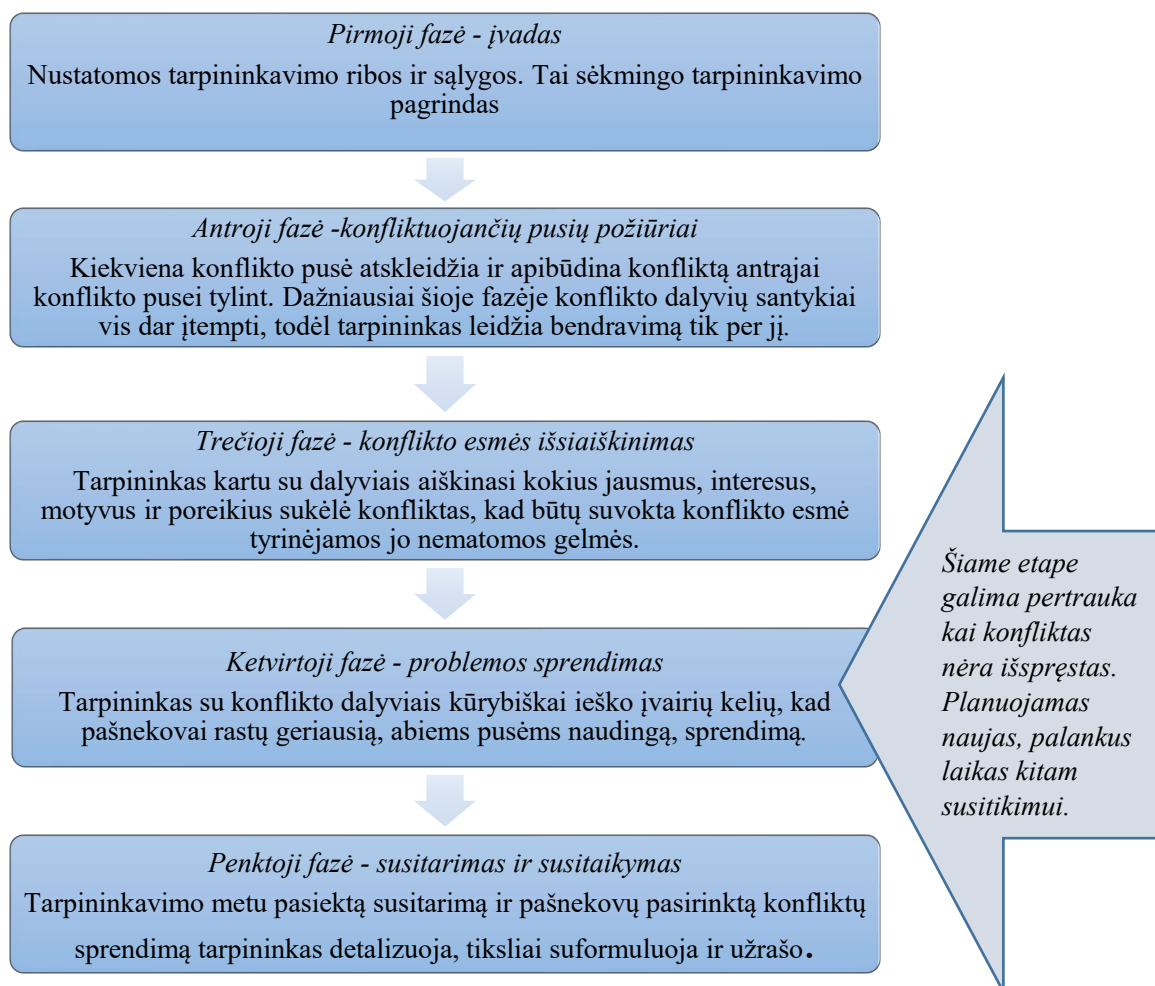 Pirmoji fazė - įvadas
Nustatomos tarpininkavimo ribos ir sąlygos. Tai sėkmingo tarpininkavimo
pagrindas
Antroji fazė -konfliktuojančių pusių požiūriai
Kiekviena konflikto pusė atskleidžia ir apibūdina konfliktą antrąjai
konflikto pusei tylint. Dažniausiai šioje fazėje konflikto dalyvių santykiai
vis dar įtempti, todėl tarpininkas leidžia bendravimą tik per jį.
Trečioji fazė - konflikto esmės išsiaiškinimas
Tarpininkas kartu su dalyviais aiškinasi kokius jausmus, interesus,
motyvus ir poreikius sukėlė konfliktas, kad būtų suvokta konflikto esmė
tyrinėjamos jo nematomos gelmės.
Ketvirtoji fazė - problemos sprendimas
Tarpininkas su konflikto dalyviais kūrybiškai ieško įvairių kelių, kad
pašnekovai rastų geriausią, abiems pusėms naudingą, sprendimą.
Šiame etape
galima pertrauka
kai konfliktas
nėra išspręstas.
Planuojamas
naujas, palankus
laikas kitam
susitikimui.
Penktoji fazė - susitarimas ir susitaikymas
Tarpininkavimo metu pasiektą susitarimą ir pašnekovų pasirinktą konfliktų
sprendimą tarpininkas detalizuoja, tiksliai suformuluoja ir užrašo.